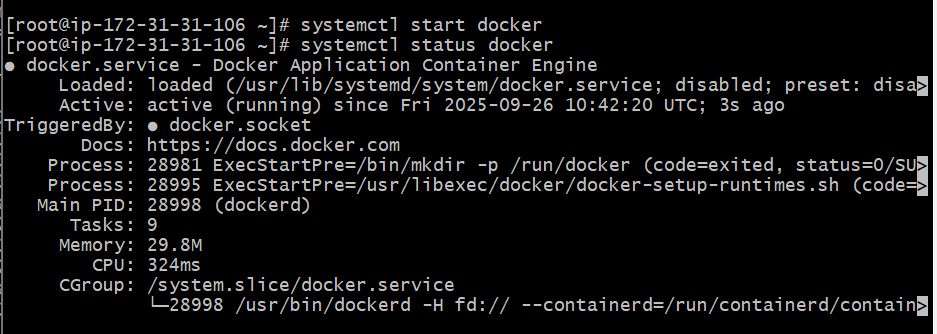 [root@ip-172-31-31-106 ~]# systemctl start docker
[root@ip-172-31-31-106 ~]# systemctl status docker
● docker.service - Docker Application Container Engine
     Loaded: loaded (/usr/lib/systemd/system/docker.service; disabled; preset: disa>
     Active: active (running) since Fri 2025-09-26 10:42:20 UTC; 3s ago
TriggeredBy: ● docker.socket
       Docs: https://docs.docker.com
    Process: 28981 ExecStartPre=/bin/mkdir -p /run/docker (code=exited, status=0/SU>
    Process: 28995 ExecStartPre=/usr/libexec/docker/docker-setup-runtimes.sh (code=>
   Main PID: 28998 (dockerd)
      Tasks: 9
     Memory: 29.8M
        CPU: 324ms
     CGroup: /system.slice/docker.service
             └─28998 /usr/bin/dockerd -H fd:// --containerd=/run/containerd/contain>